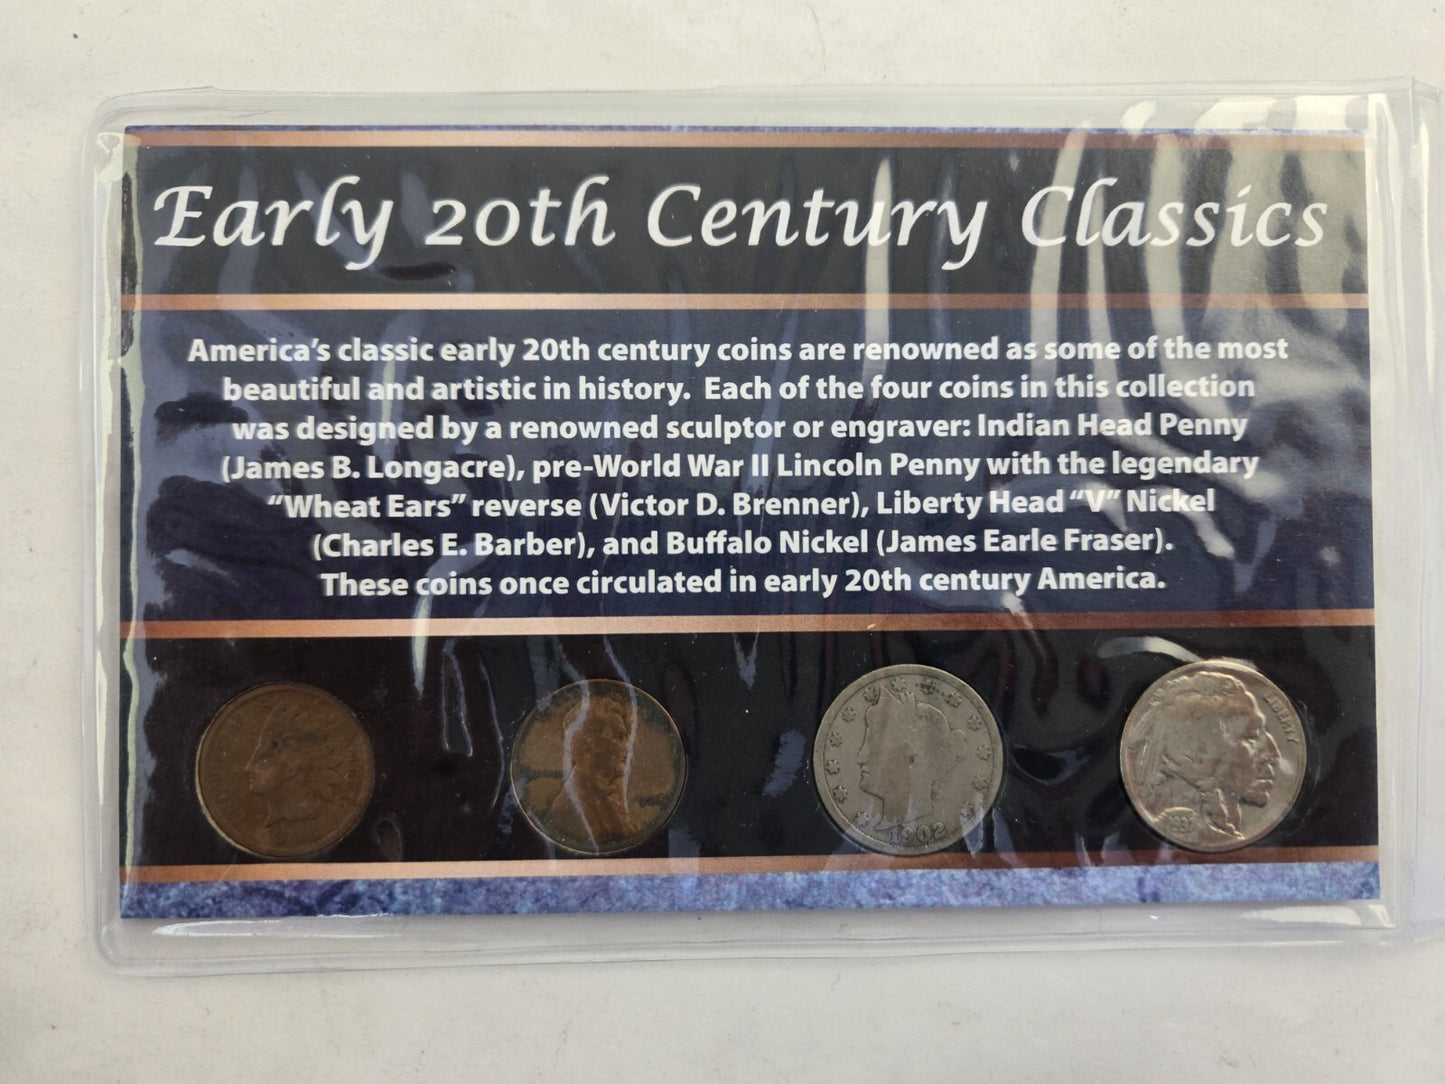 Early 20th Century Classics
America's classic early 20th century coins are renowned as some of the most
beautiful and artistic in history. Each of the four coins in this collection
was designed by a renowned sculptor or engraver: Indian Head Penny
(James B. Longacre), pre-World War II Lincoln Penny with the legendary
"Wheat Ears" reverse (Victor D. Brenner), Liberty Head "V" Nickel
(Charles E. Barber), and Buffalo Nickel (James Earle Fraser).
These coins once circulated in early 20th century America.
1902
LIBERTY
1937